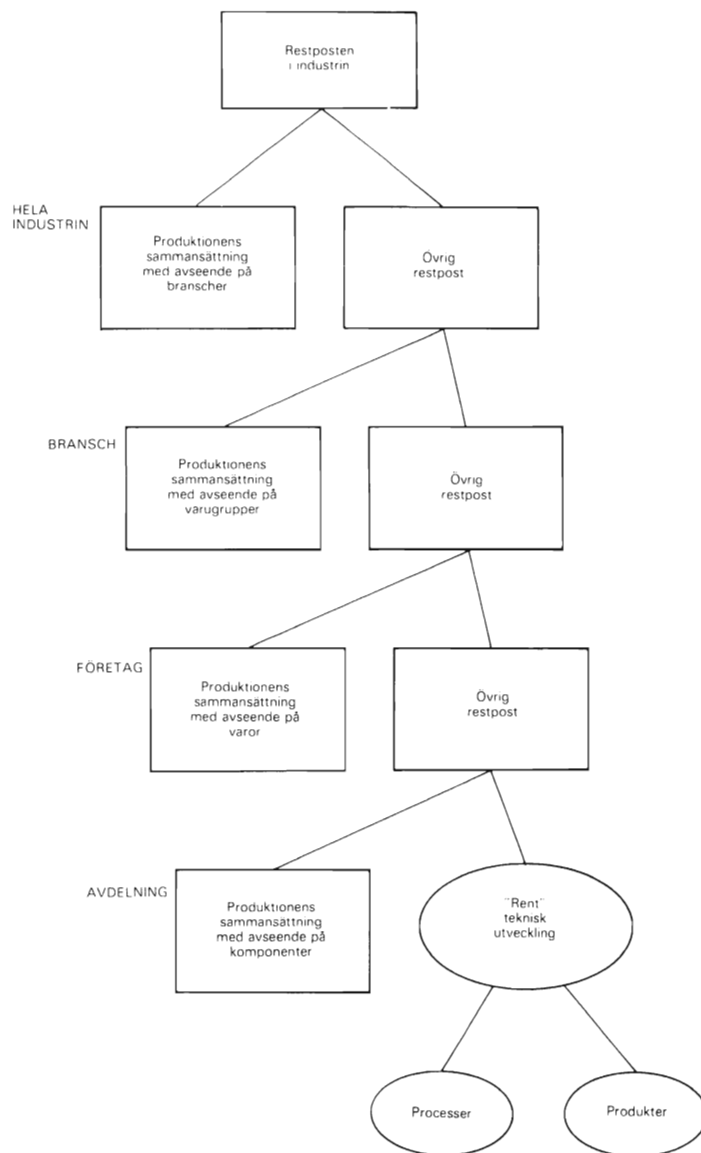 Restposten
i industrin
HELA
INDUSTRIN
Produktionens
sammansättning
med avseende på
branscher
Övrig
restpost
BRANSCH
Produktionens
sammansättning
med avseende på
varugrupper
Övrig
restpost
FÖRETAG
Produktionens
sammansättning
med avseende på
varor
Övrig
restpost
AVDELNING
Produktionens
sammansättning
med avseende på
komponenter
"Rent"
teknisk
utveckling
Processer
Produkter